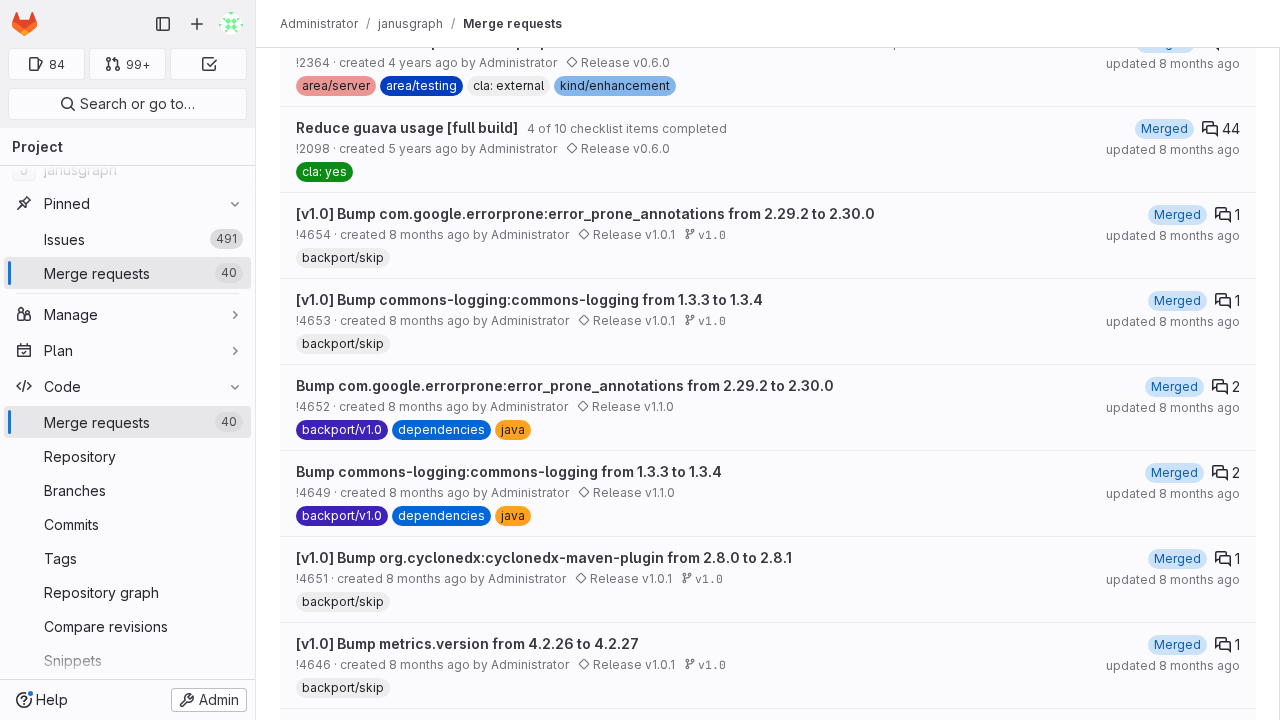 Administrator / janusgraph / Merge requests
84
99+
Search or go to…
Project
janusgraph
Pinned
Issues 491
Merge requests 40
Manage
Plan
Code
Merge requests 40
Repository
Branches
Commits
Tags
Repository graph
Compare revisions
Snippets
Help
Admin
!2364 · created 4 years ago by Administrator Release v0.6.0
updated 8 months ago
area/server area/testing cla: external kind/enhancement
Reduce guava usage [full build] 4 of 10 checklist items completed
Merged 44
!2098 · created 5 years ago by Administrator Release v0.6.0
updated 8 months ago
cla: yes
[v1.0] Bump com.google.errorprone:error_prone_annotations from 2.29.2 to 2.30.0
Merged 1
!4654 · created 8 months ago by Administrator Release v1.0.1 v1.0
updated 8 months ago
backport/skip
[v1.0] Bump commons-logging:commons-logging from 1.3.3 to 1.3.4
Merged 1
!4653 · created 8 months ago by Administrator Release v1.0.1 v1.0
updated 8 months ago
backport/skip
Bump com.google.errorprone:error_prone_annotations from 2.29.2 to 2.30.0
Merged 2
!4652 · created 8 months ago by Administrator Release v1.1.0
updated 8 months ago
backport/v1.0 dependencies java
Bump commons-logging:commons-logging from 1.3.3 to 1.3.4
Merged 2
!4649 · created 8 months ago by Administrator Release v1.1.0
updated 8 months ago
backport/v1.0 dependencies java
[v1.0] Bump org.cyclonedx:cyclonedx-maven-plugin from 2.8.0 to 2.8.1
Merged 1
!4651 · created 8 months ago by Administrator Release v1.0.1 v1.0
updated 8 months ago
backport/skip
[v1.0] Bump metrics.version from 4.2.26 to 4.2.27
Merged 1
!4646 · created 8 months ago by Administrator Release v1.0.1 v1.0
updated 8 months ago
backport/skip